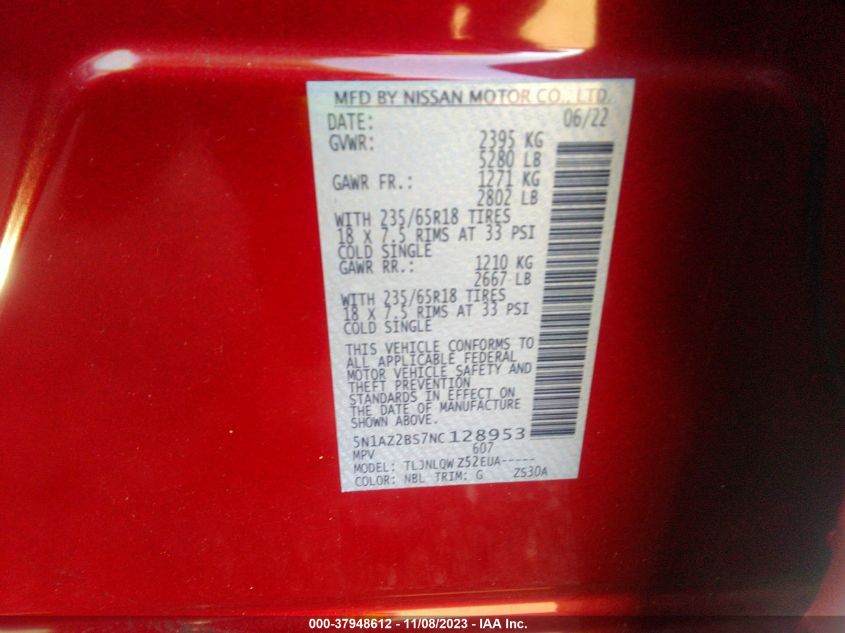 MFD BY NISSAN MOTOR CO., LTD.
DATE: 06/22
GVWR: 2395 KG
5280 LB
GAWR FR.: 1271 KG
2802 LB
WITH 235/65R18 TIRES
18 X 7.5 RIMS AT 33 PSI
COLD SINGLE
GAWR RR.: 1210 KG
2667 LB
WITH 235/65R18 TIRES
18 X 7.5 RIMS AT 33 PSI
COLD SINGLE
THIS VEHICLE CONFORMS TO
ALL APPLICABLE FEDERAL
MOTOR VEHICLE SAFETY AND
THEFT PREVENTION
STANDARDS IN EFFECT ON
THE DATE OF MANUFACTURE
SHOWN ABOVE.
5N1AZ2BS7NC128953
MPV 607
MODEL: TLJNLQW Z52EUA-----
COLOR: NBL TRIM: G ZS30A
000-37948612 - 11/08/2023 - IAA Inc.